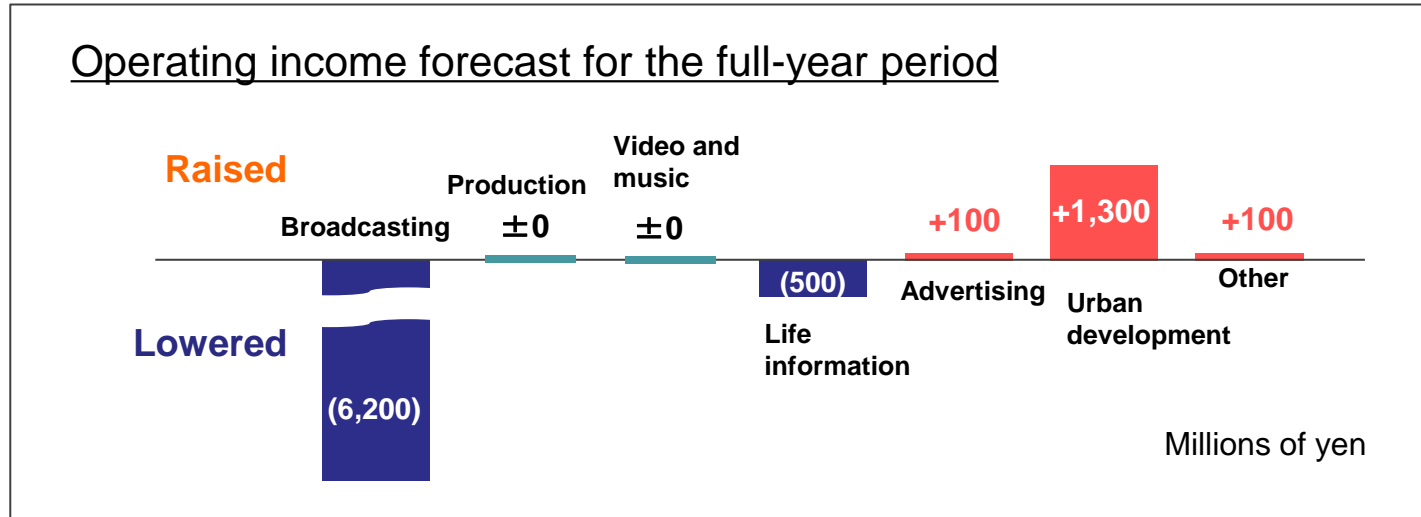 Operating income forecast for the full-year period
Raised
Broadcasting
Production
±0
Video and
music
±0
+100
+1,300
+100
Lowered
(6,200)
(500)
Life
information
Advertising
Urban
development
Other
Millions of yen